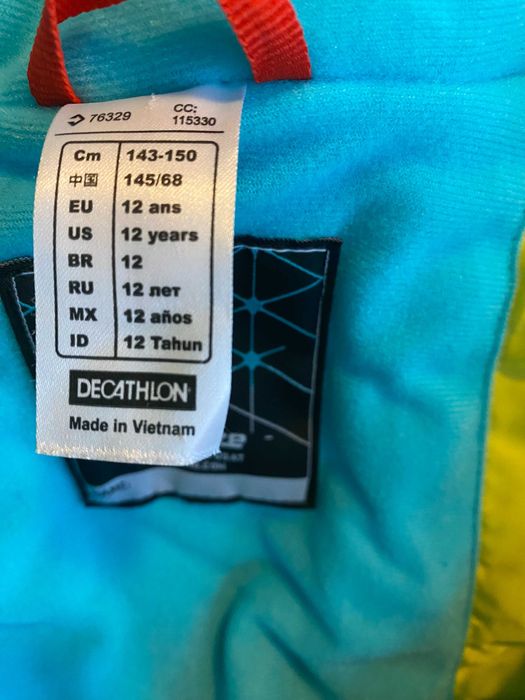 76329
CC:
115330
Cm 143-150
中国 145/68
EU 12 ans
US 12 years
BR 12
RU 12 лет
MX 12 años
ID 12 Tahun
DECATHLON
Made in Vietnam